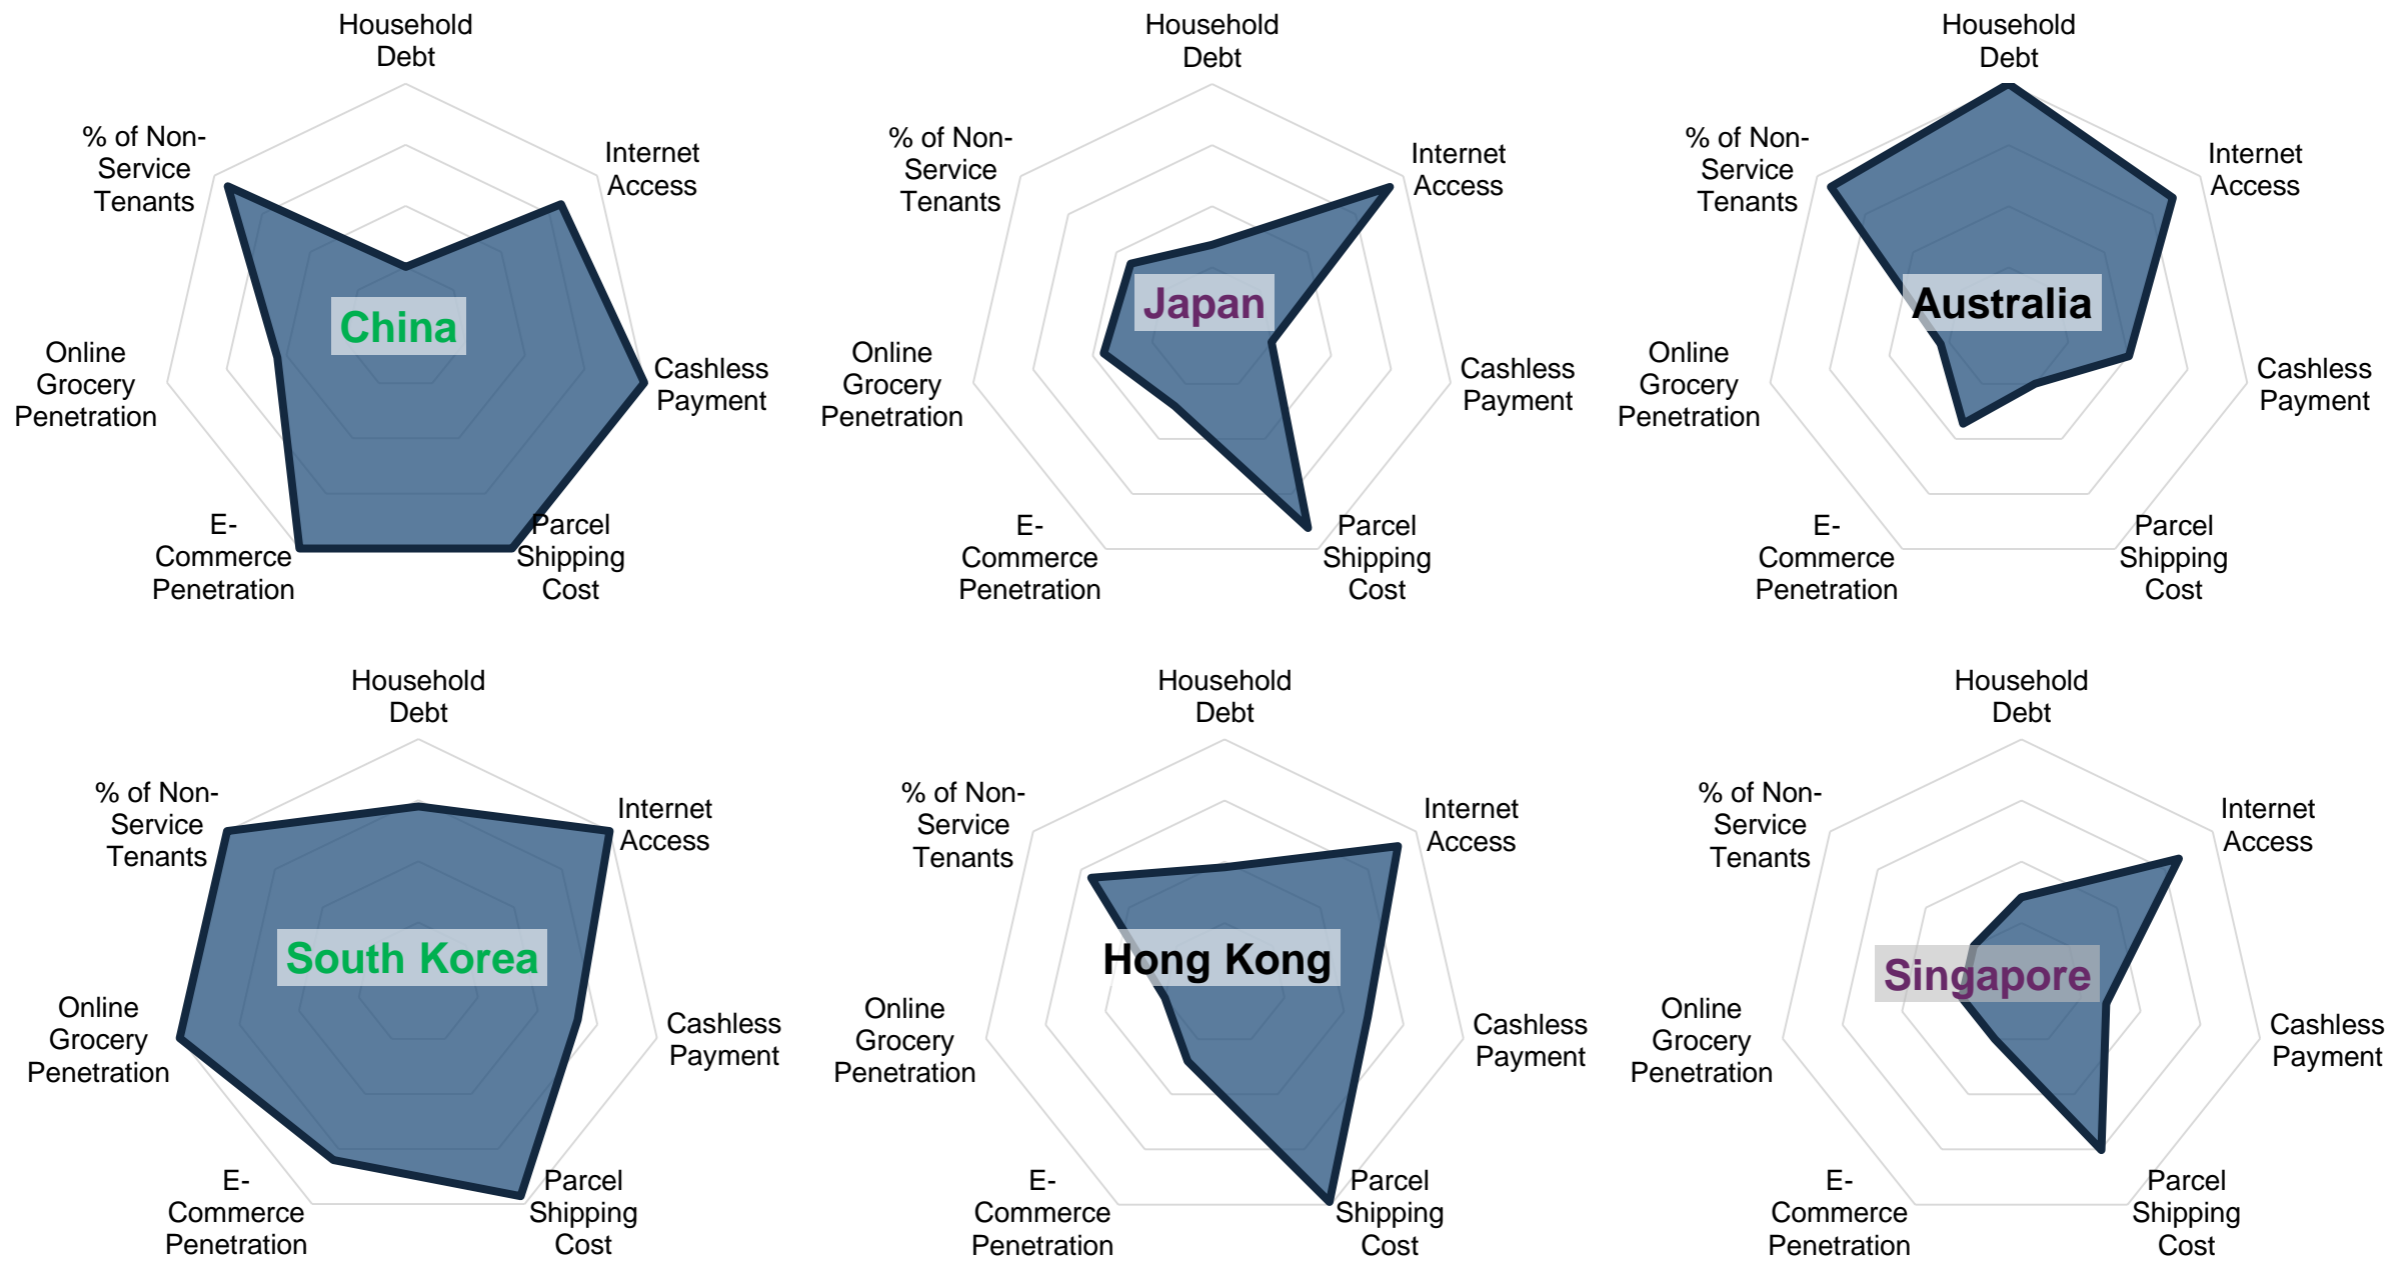 Household
Debt
% of Non-
Service
Tenants
Internet
Access
China
Online
Grocery
Penetration
Cashless
Payment
E-
Commerce
Penetration
Parcel
Shipping
Cost
Household
Debt
% of Non-
Service
Tenants
Internet
Access
Japan
Online
Grocery
Penetration
Cashless
Payment
E-
Commerce
Penetration
Parcel
Shipping
Cost
Household
Debt
% of Non-
Service
Tenants
Internet
Access
Australia
Online
Grocery
Penetration
Cashless
Payment
E-
Commerce
Penetration
Parcel
Shipping
Cost
Household
Debt
% of Non-
Service
Tenants
Internet
Access
South Korea
Online
Grocery
Penetration
Cashless
Payment
E-
Commerce
Penetration
Parcel
Shipping
Cost
Household
Debt
% of Non-
Service
Tenants
Internet
Access
Hong Kong
Online
Grocery
Penetration
Cashless
Payment
E-
Commerce
Penetration
Parcel
Shipping
Cost
Household
Debt
% of Non-
Service
Tenants
Internet
Access
Singapore
Online
Grocery
Penetration
Cashless
Payment
E-
Commerce
Penetration
Parcel
Shipping
Cost